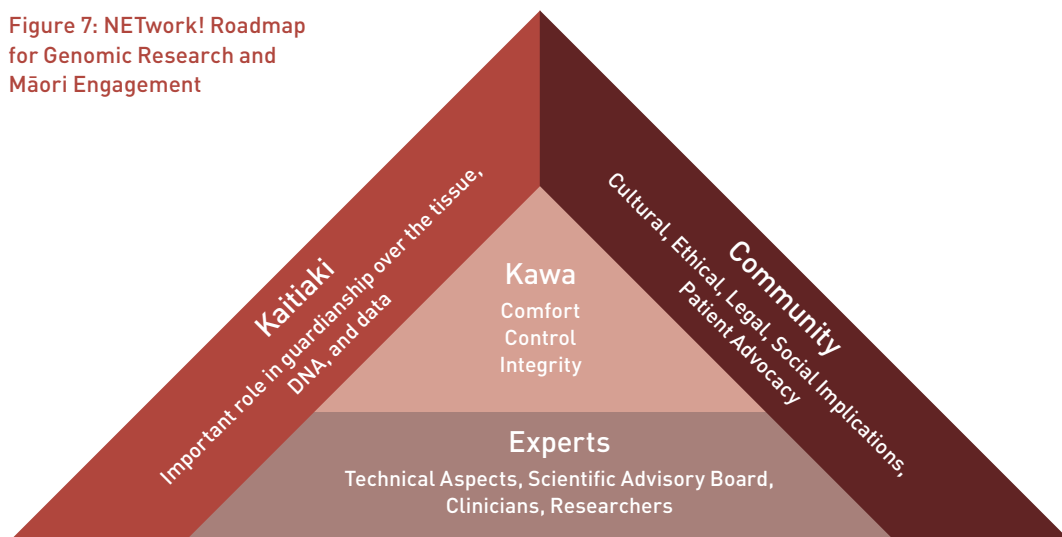 Figure 7: NETwork! Roadmap
for Genomic Research and
Māori Engagement
Kaitiaki
Important role in guardianship over the tissue,
DNA, and data
Kawa
Comfort
Control
Integrity
Community
Cultural, Ethical, Legal, Social Implications,
Patient Advocacy
Experts
Technical Aspects, Scientific Advisory Board,
Clinicians, Researchers